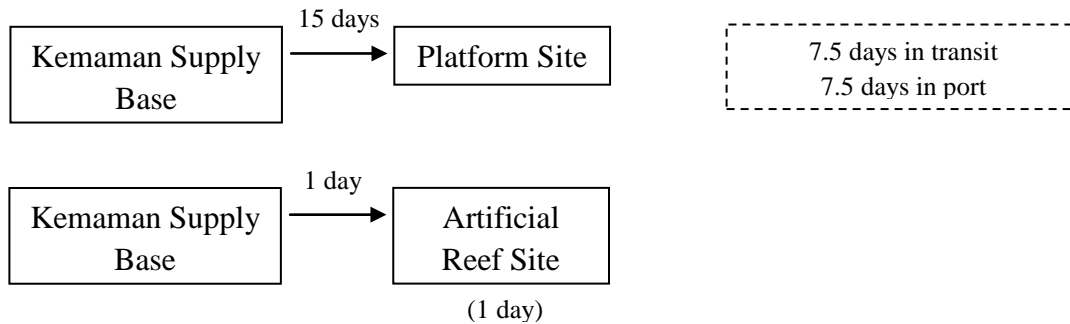 15 days
Kemaman Supply
Base
Platform Site
7.5 days in transit
7.5 days in port
1 day
Kemaman Supply
Base
Artificial
Reef Site
(1 day)